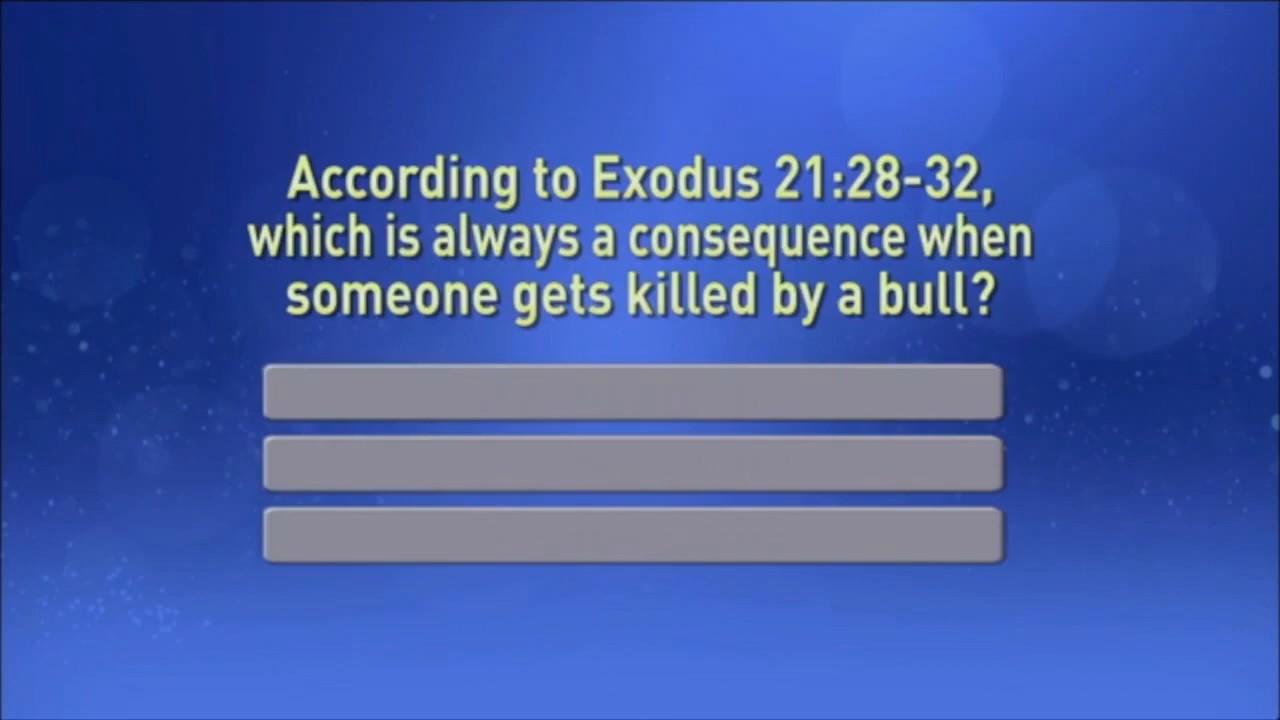 According to Exodus 21:28-32,
which is always a consequence when
someone gets killed by a bull?